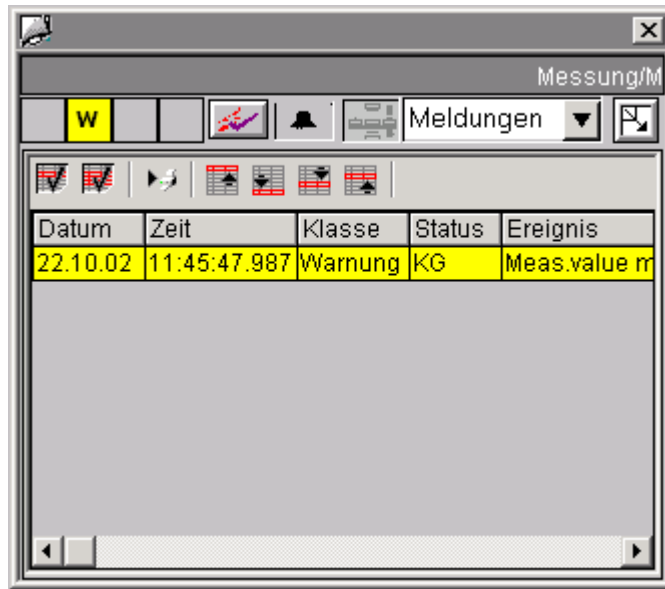 Messung/M
W Meldungen
Datum Zeit Klasse Status Ereignis
22.10.02 11:45:47.987 Warnung KG Meas.value m